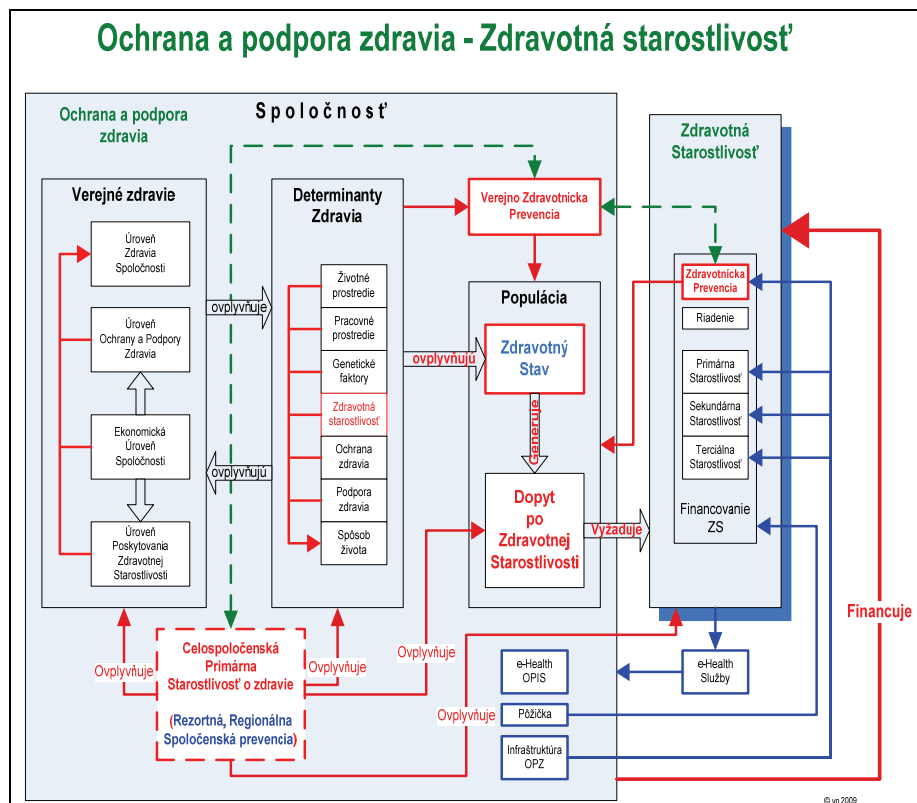 Ochrana a podpora zdravia - Zdravotná starostlivosť
Spoločnosť
Ochrana a podpora
zdravia
Verejné zdravie
Úroveň
Zdravia
Spoločnosti
Úroveň
Ochrany a Podpory
Zdravia
Ekonomická
Úroveň
Spoločnosti
Úroveň
Poskytovania
Zdravotnej
Starostlivosti
ovplyvňuje
ovplyvňujú
Determinanty
Zdravia
Životné
prostredie
Pracovné
prostredie
Genetické
faktory
Zdravotná
starostlivosť
Ochrana
zdravia
Podpora
zdravia
Spôsob
života
ovplyvňujú
Verejno Zdravotnicka
Prevencia
Populácia
Zdravotný
Stav
Generuje
Dopyt
po
Zdravotnej
Starostlivosti
Vyžaduje
Zdravotná
Starostlivosť
Zdravotnícka
Prevencia
Riadenie
Primárna
Starostlivosť
Sekundárna
Starostlivosť
Terciálna
Starostlivosť
Financovanie
ZS
Financuje
Ovplyvňuje
Celospoločenská
Primárna
Starostlivosť o zdravie
(Rezortná, Regionálna
Spoločenská prevencia)
Ovplyvňuje
Ovplyvňuje
Ovplyvňuje
e-Health
OPIS
Pôžička
Infraštruktúra
OPZ
e-Health
Služby
© vp 2009